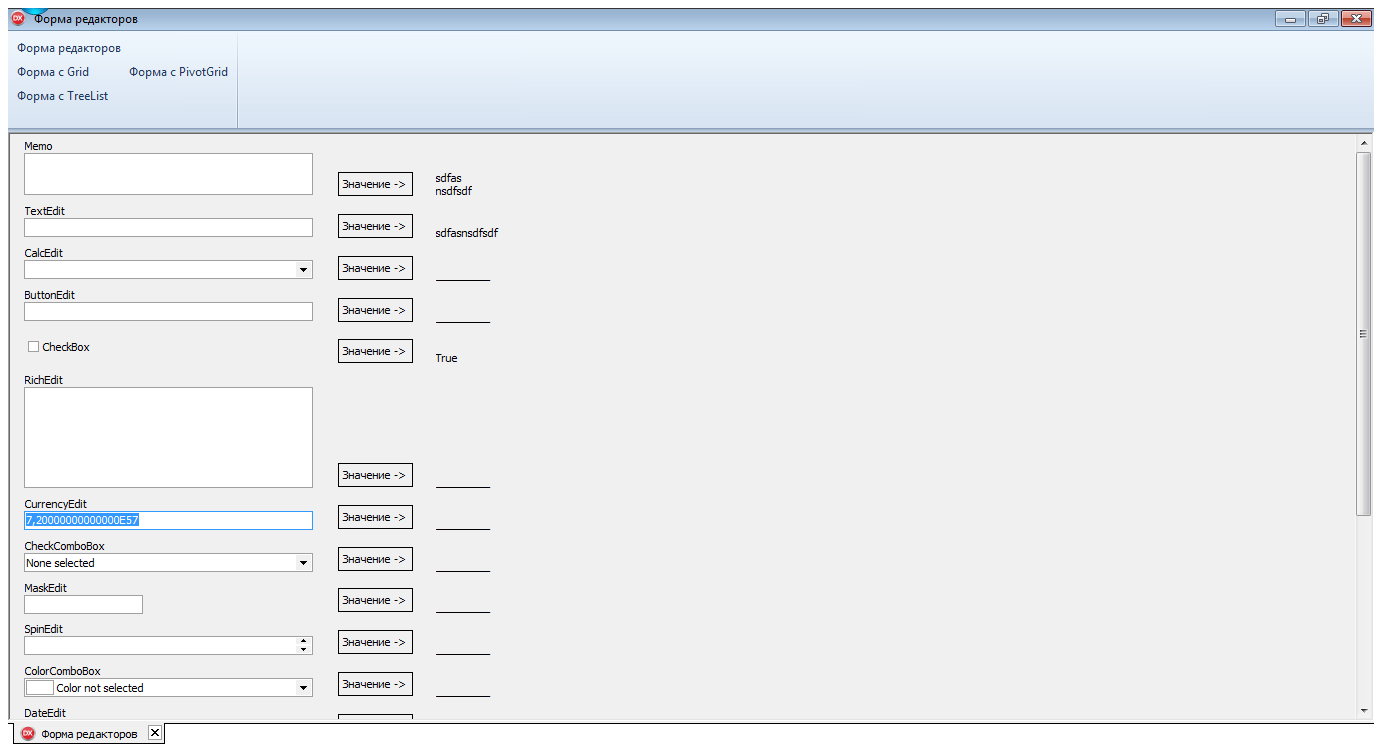 DX Форма редакторов
Форма редакторов
Форма с Grid Форма с PivotGrid
Форма с TreeList
Memo
Значение -> sdfas
nsdfsdf
TextEdit
Значение -> sdfasnsdfsdf
CalcEdit
Значение ->
ButtonEdit
Значение ->
CheckBox Значение -> True
RichEdit
Значение ->
CurrencyEdit
7,20000000000000E57 Значение ->
CheckComboBox
None selected Значение ->
MaskEdit
Значение ->
SpinEdit
Значение ->
ColorComboBox
Color not selected Значение ->
DateEdit
DX Форма редакторов